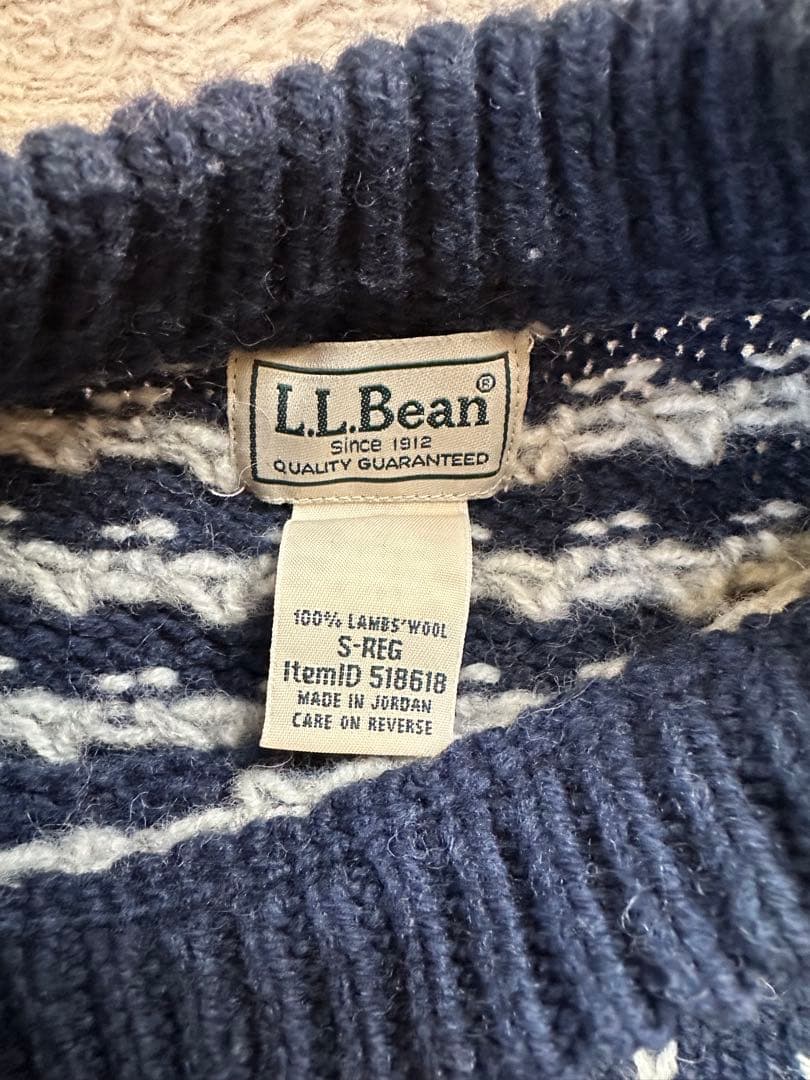 L.L.Bean®
Since 1912
QUALITY GUARANTEED
100% LAMBS' WOOL
S-REG
ItemID 518618
MADE IN JORDAN
CARE ON REVERSE